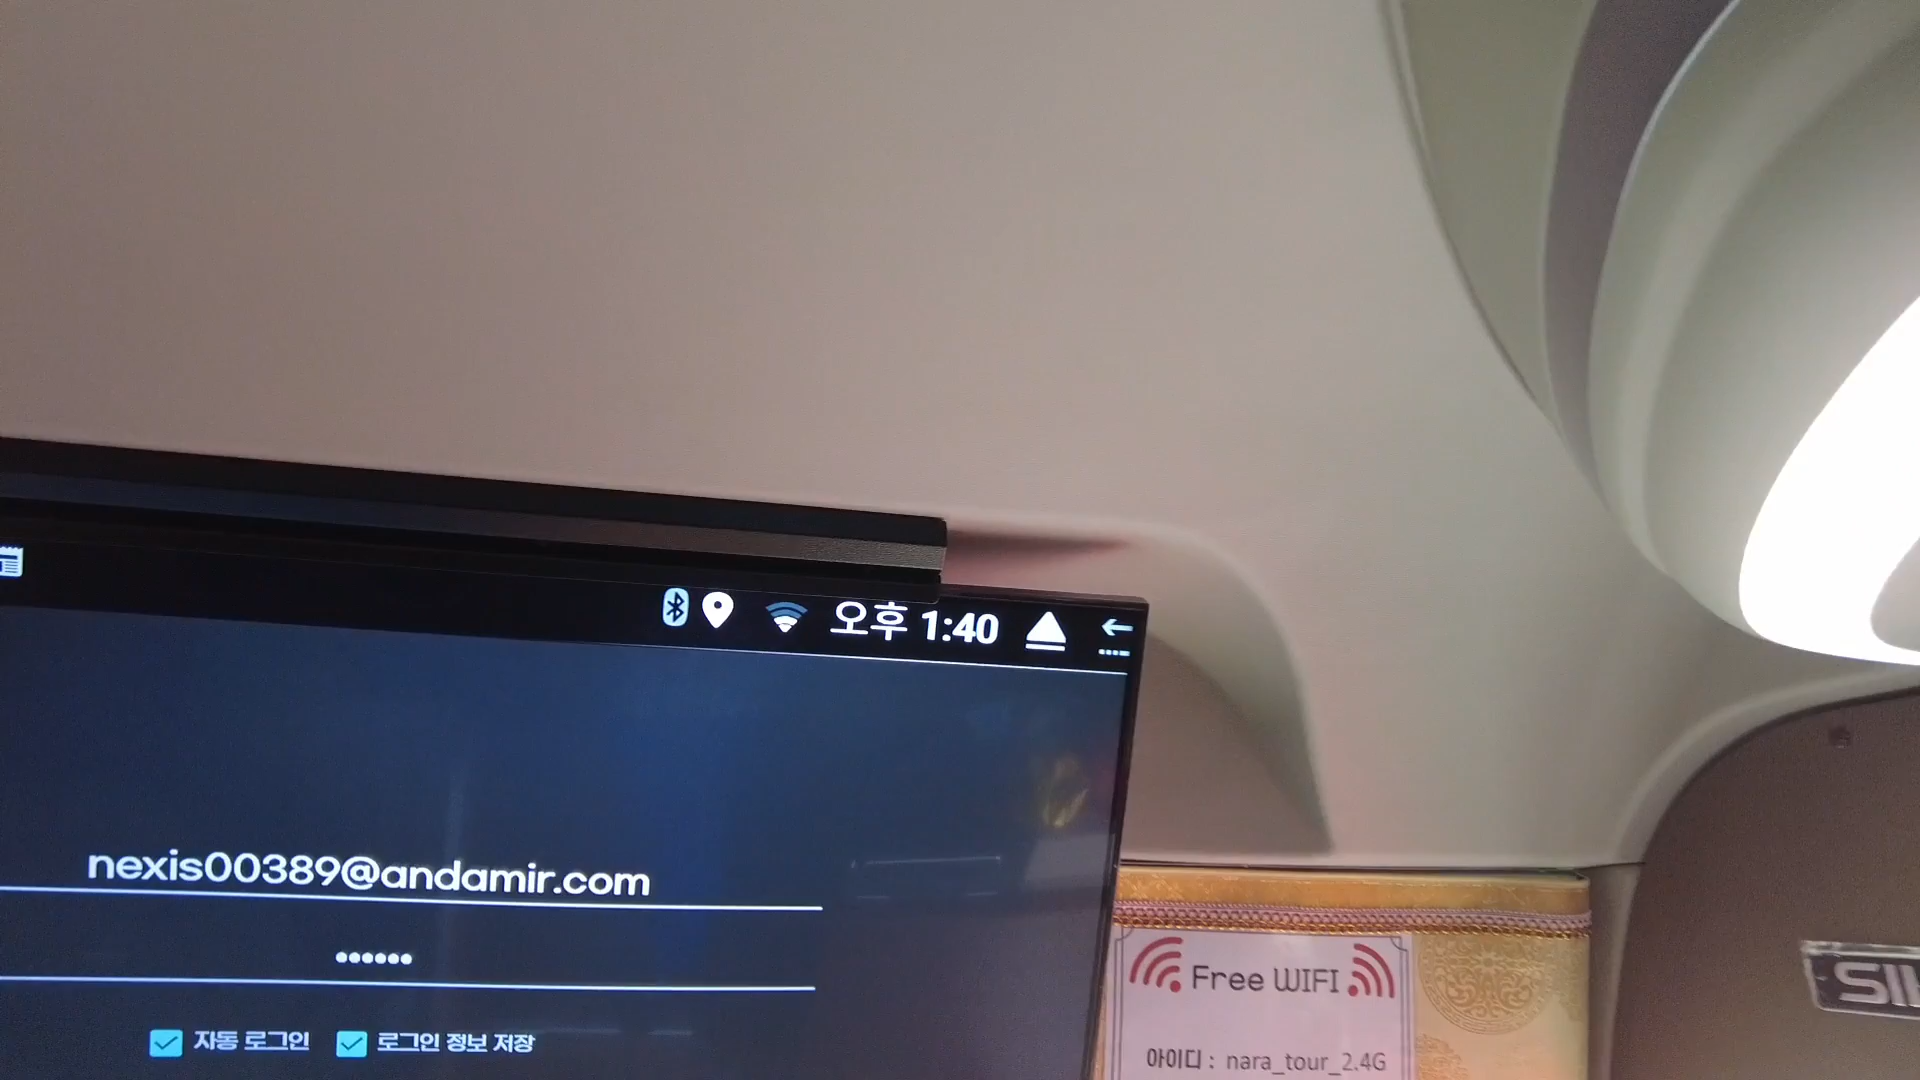 오후 1:40
nexis00389@andamir.com
••••••
자동 로그인 로그인 정보 저장
Free WIFI
아이디 : nara_tour_2.4G